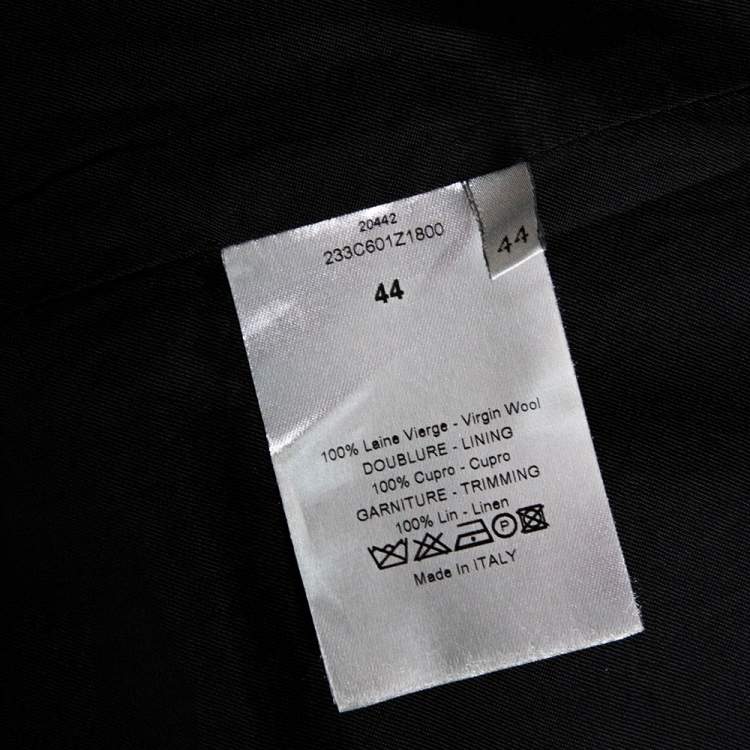 20442
233C601Z1800
44
44
100% Laine Vierge - Virgin Wool
DOUBLURE - LINING
100% Cupro - Cupro
GARNITURE - TRIMMING
100% Lin - Linen
P
Made In ITALY